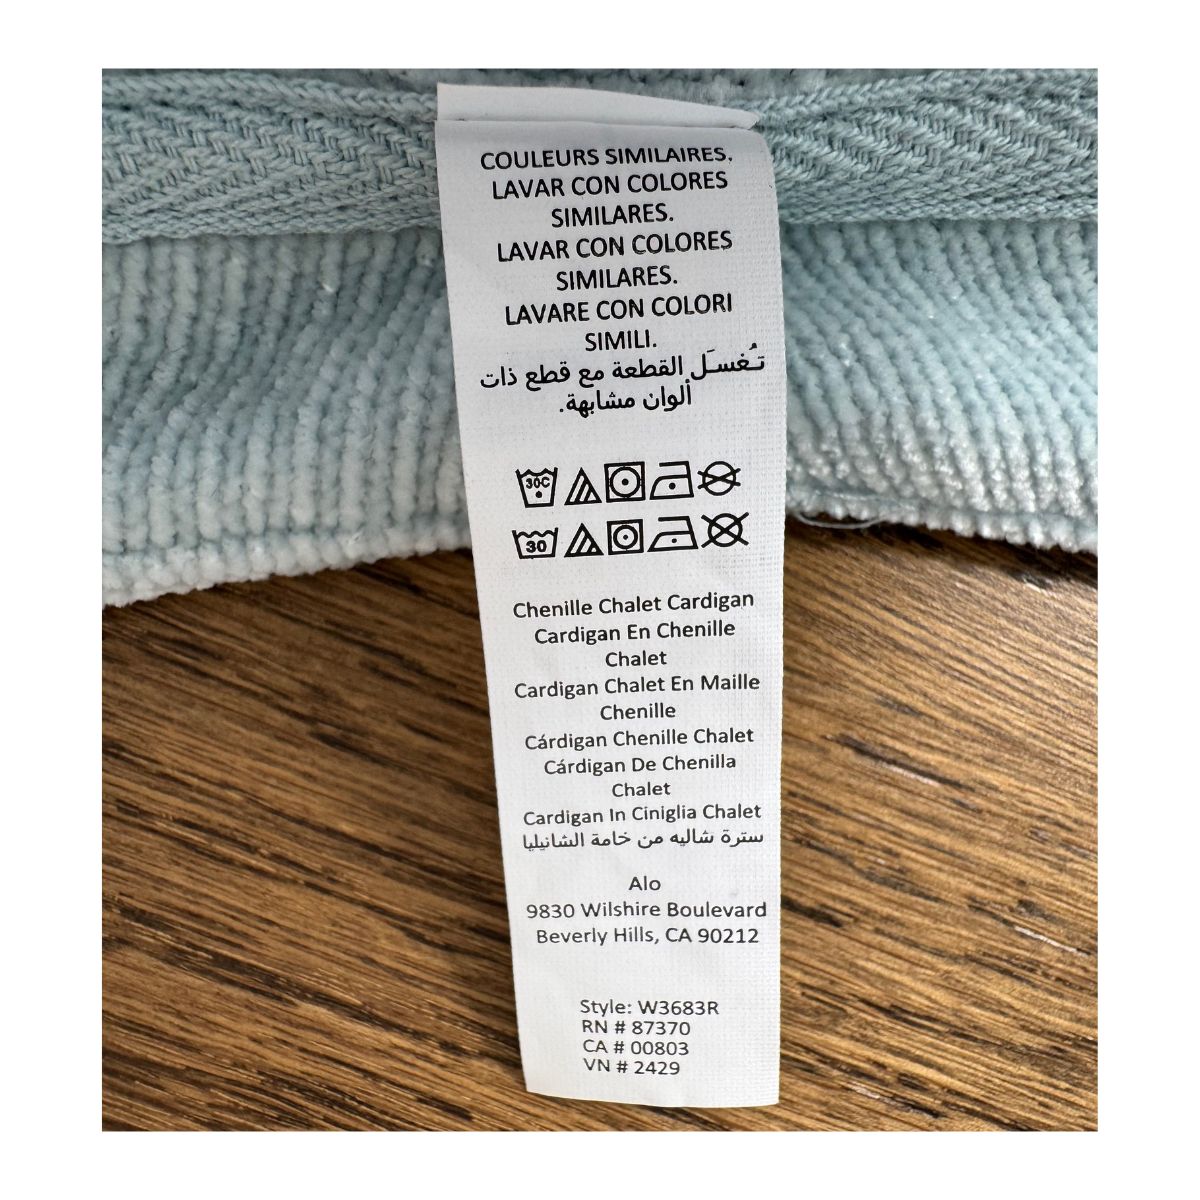 COULEURS SIMILAIRES.
LAVAR CON COLORES
SIMILARES.
LAVAR CON COLORES
SIMILARES.
LAVARE CON COLORI
SIMILI.
تُغسَل القطعة مع قطع ذات
ألوان مشابهة.
30C
30
Chenille Chalet Cardigan
Cardigan En Chenille
Chalet
Cardigan Chalet En Maille
Chenille
Cárdigan Chenille Chalet
Cárdigan De Chenilla
Chalet
Cardigan In Ciniglia Chalet
سترة شاليه من خامة الشانيليا
Alo
9830 Wilshire Boulevard
Beverly Hills, CA 90212
Style: W3683R
RN # 87370
CA # 00803
VN # 2429